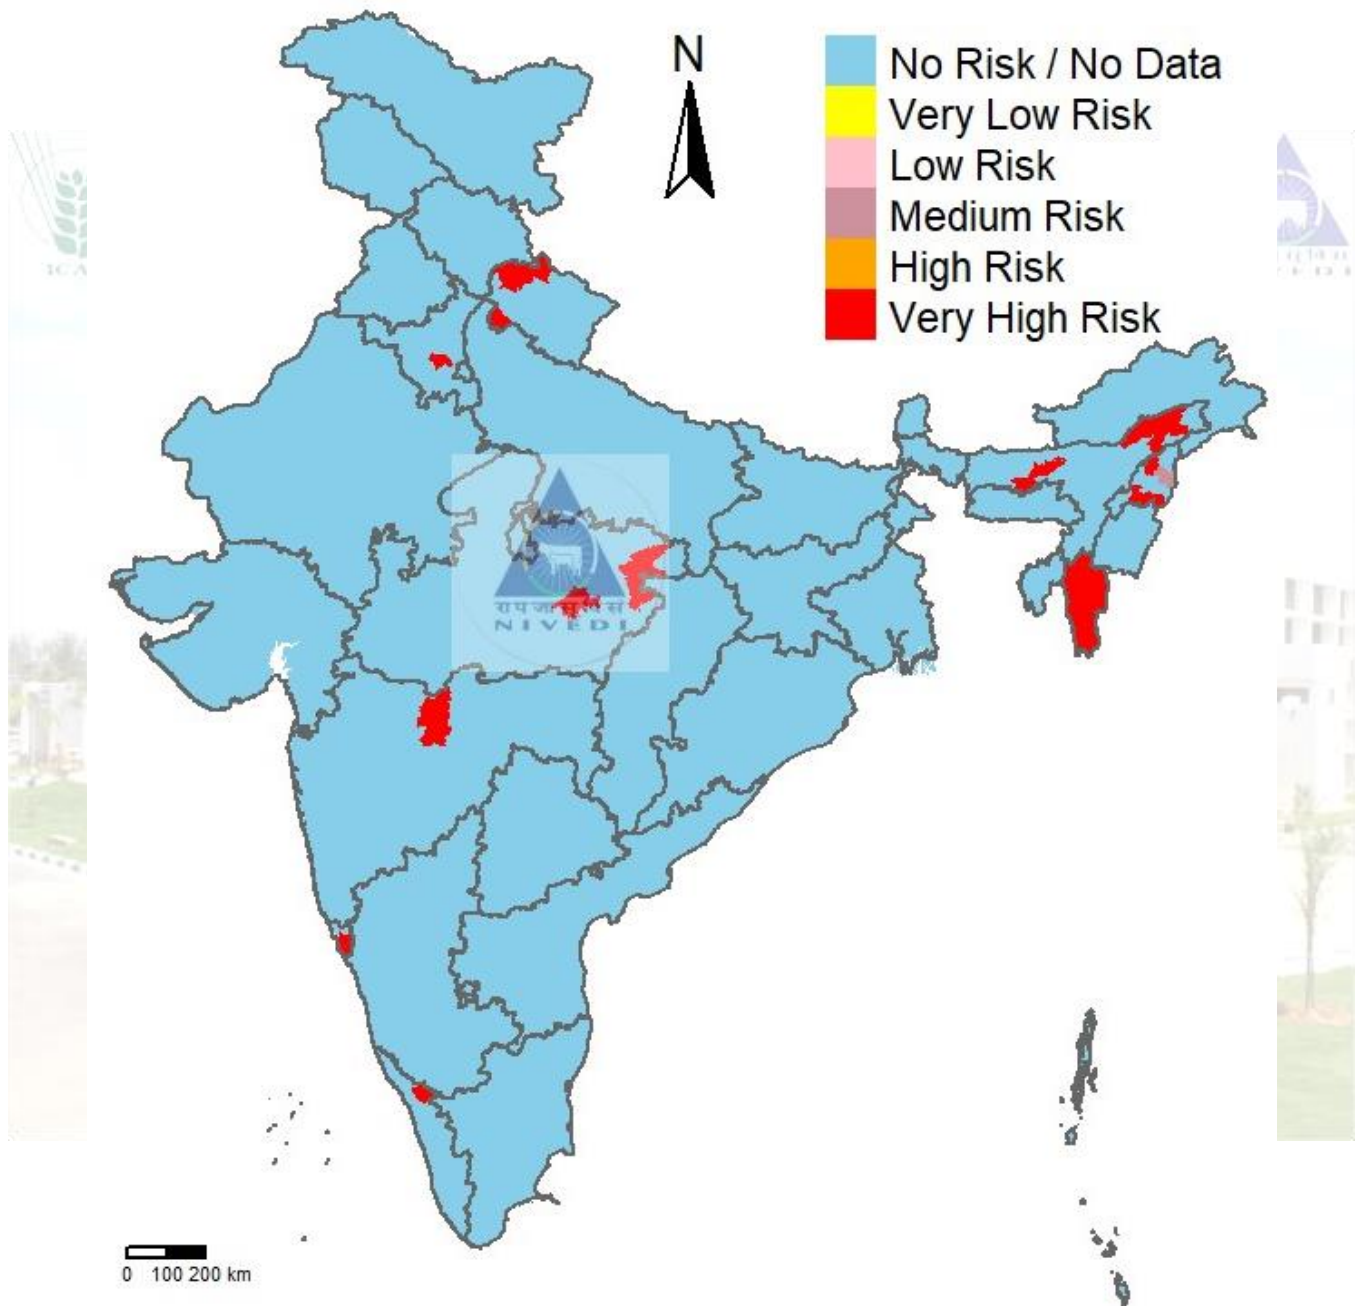 N
No Risk / No Data
Very Low Risk
Low Risk
Medium Risk
High Risk
Very High Risk
NIVEDI
0 100 200 km